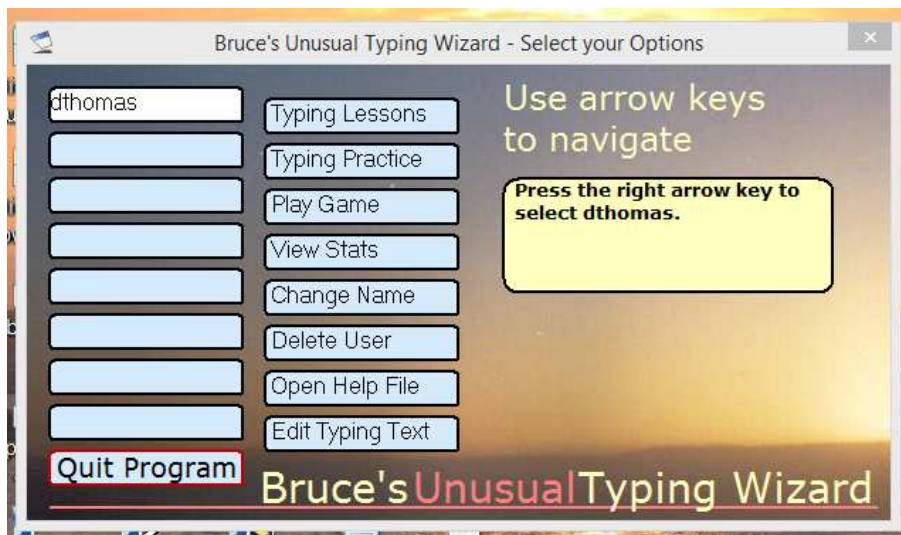 Bruce's Unusual Typing Wizard - Select your Options
dthomas
Typing Lessons
Typing Practice
Play Game
View Stats
Change Name
Delete User
Open Help File
Edit Typing Text
Quit Program
Use arrow keys
to navigate
Press the right arrow key to
select dthomas.
Bruce's Unusual Typing Wizard